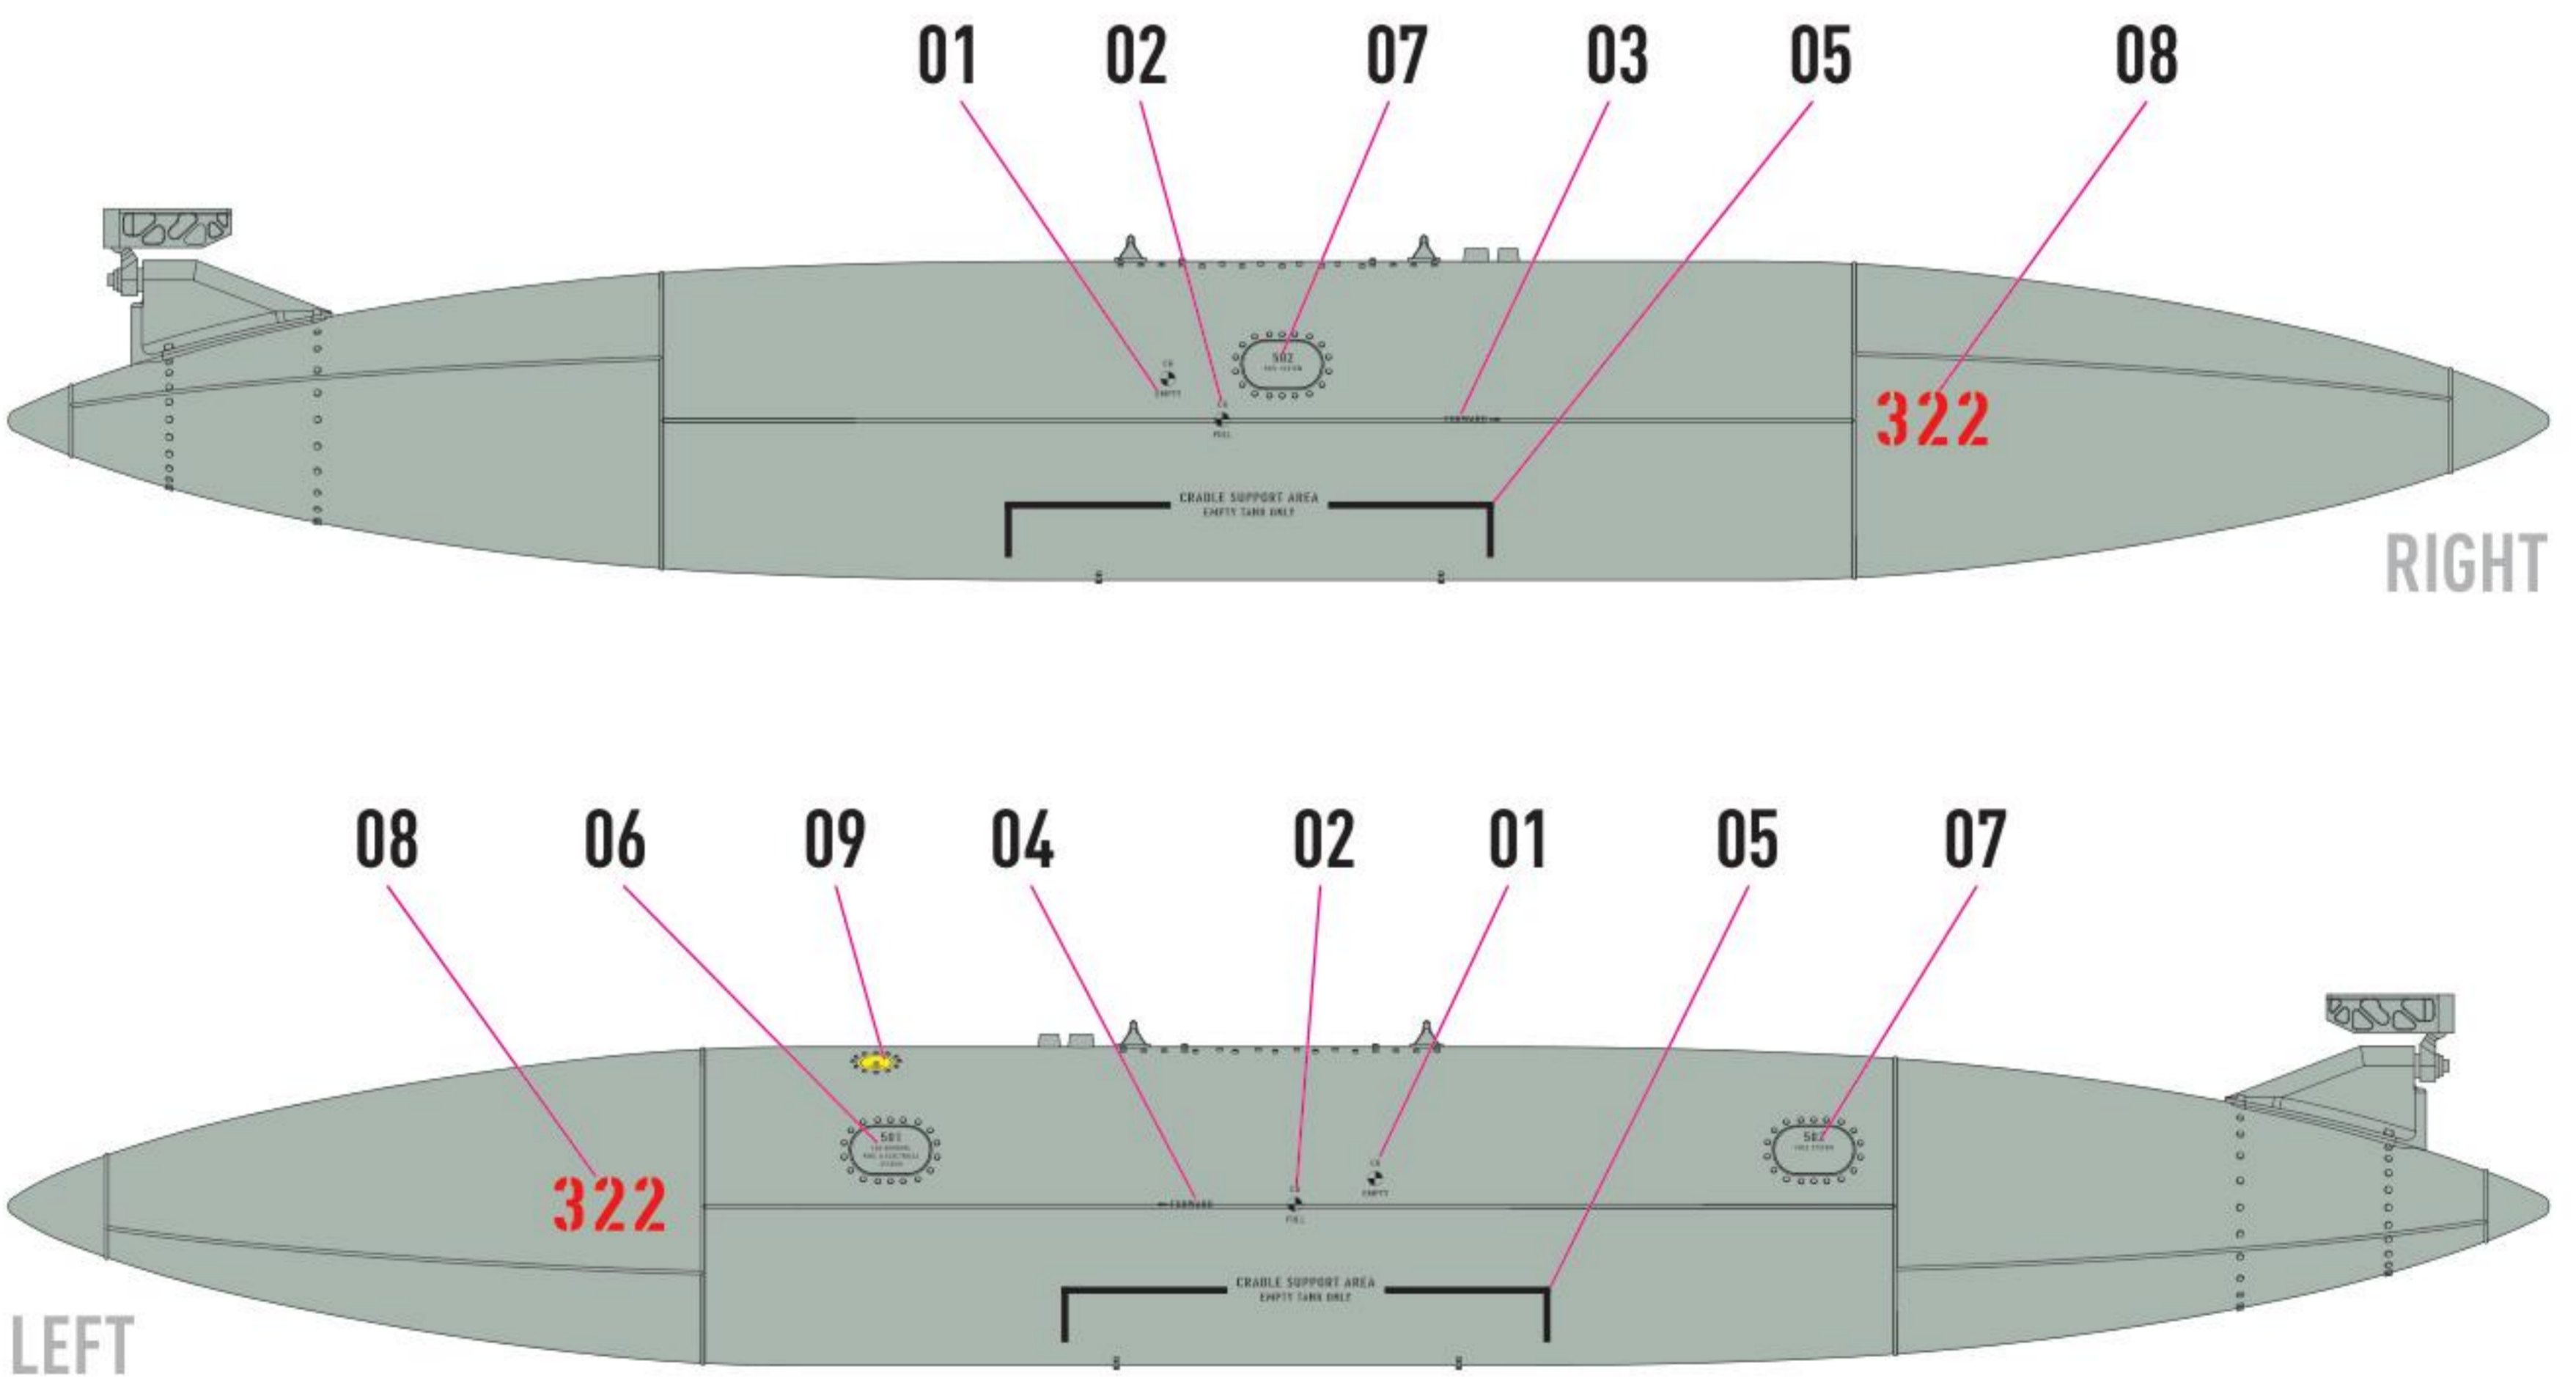 01 02 07 03 05 08
502
CG
EMPTY
CG
FULL
FORWARD
322
CRADLE SUPPORT AREA
EMPTY TANK ONLY
RIGHT
08 06 09 04 02 01 05 07
501
502
CG
EMPTY
FORWARD
CG
FULL
322
CRADLE SUPPORT AREA
EMPTY TANK ONLY
LEFT